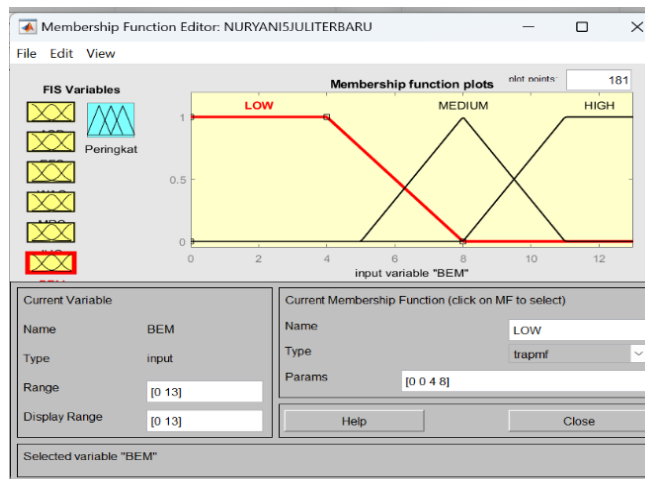 Membership Function Editor: NURYANI5JULITERBARU
File Edit View
FIS Variables
Peringkat
Membership function plots
plot points:
181
LOW
MEDIUM
HIGH
1
0.5
0
0 2 4 6 8 10 12
input variable "BEM"
Current Variable
Name BEM
Type input
Range [0 13]
Display Range [0 13]
Current Membership Function (click on MF to select)
Name LOW
Type trapmf
Params [0 0 4 8]
Help
Close
Selected variable "BEM"